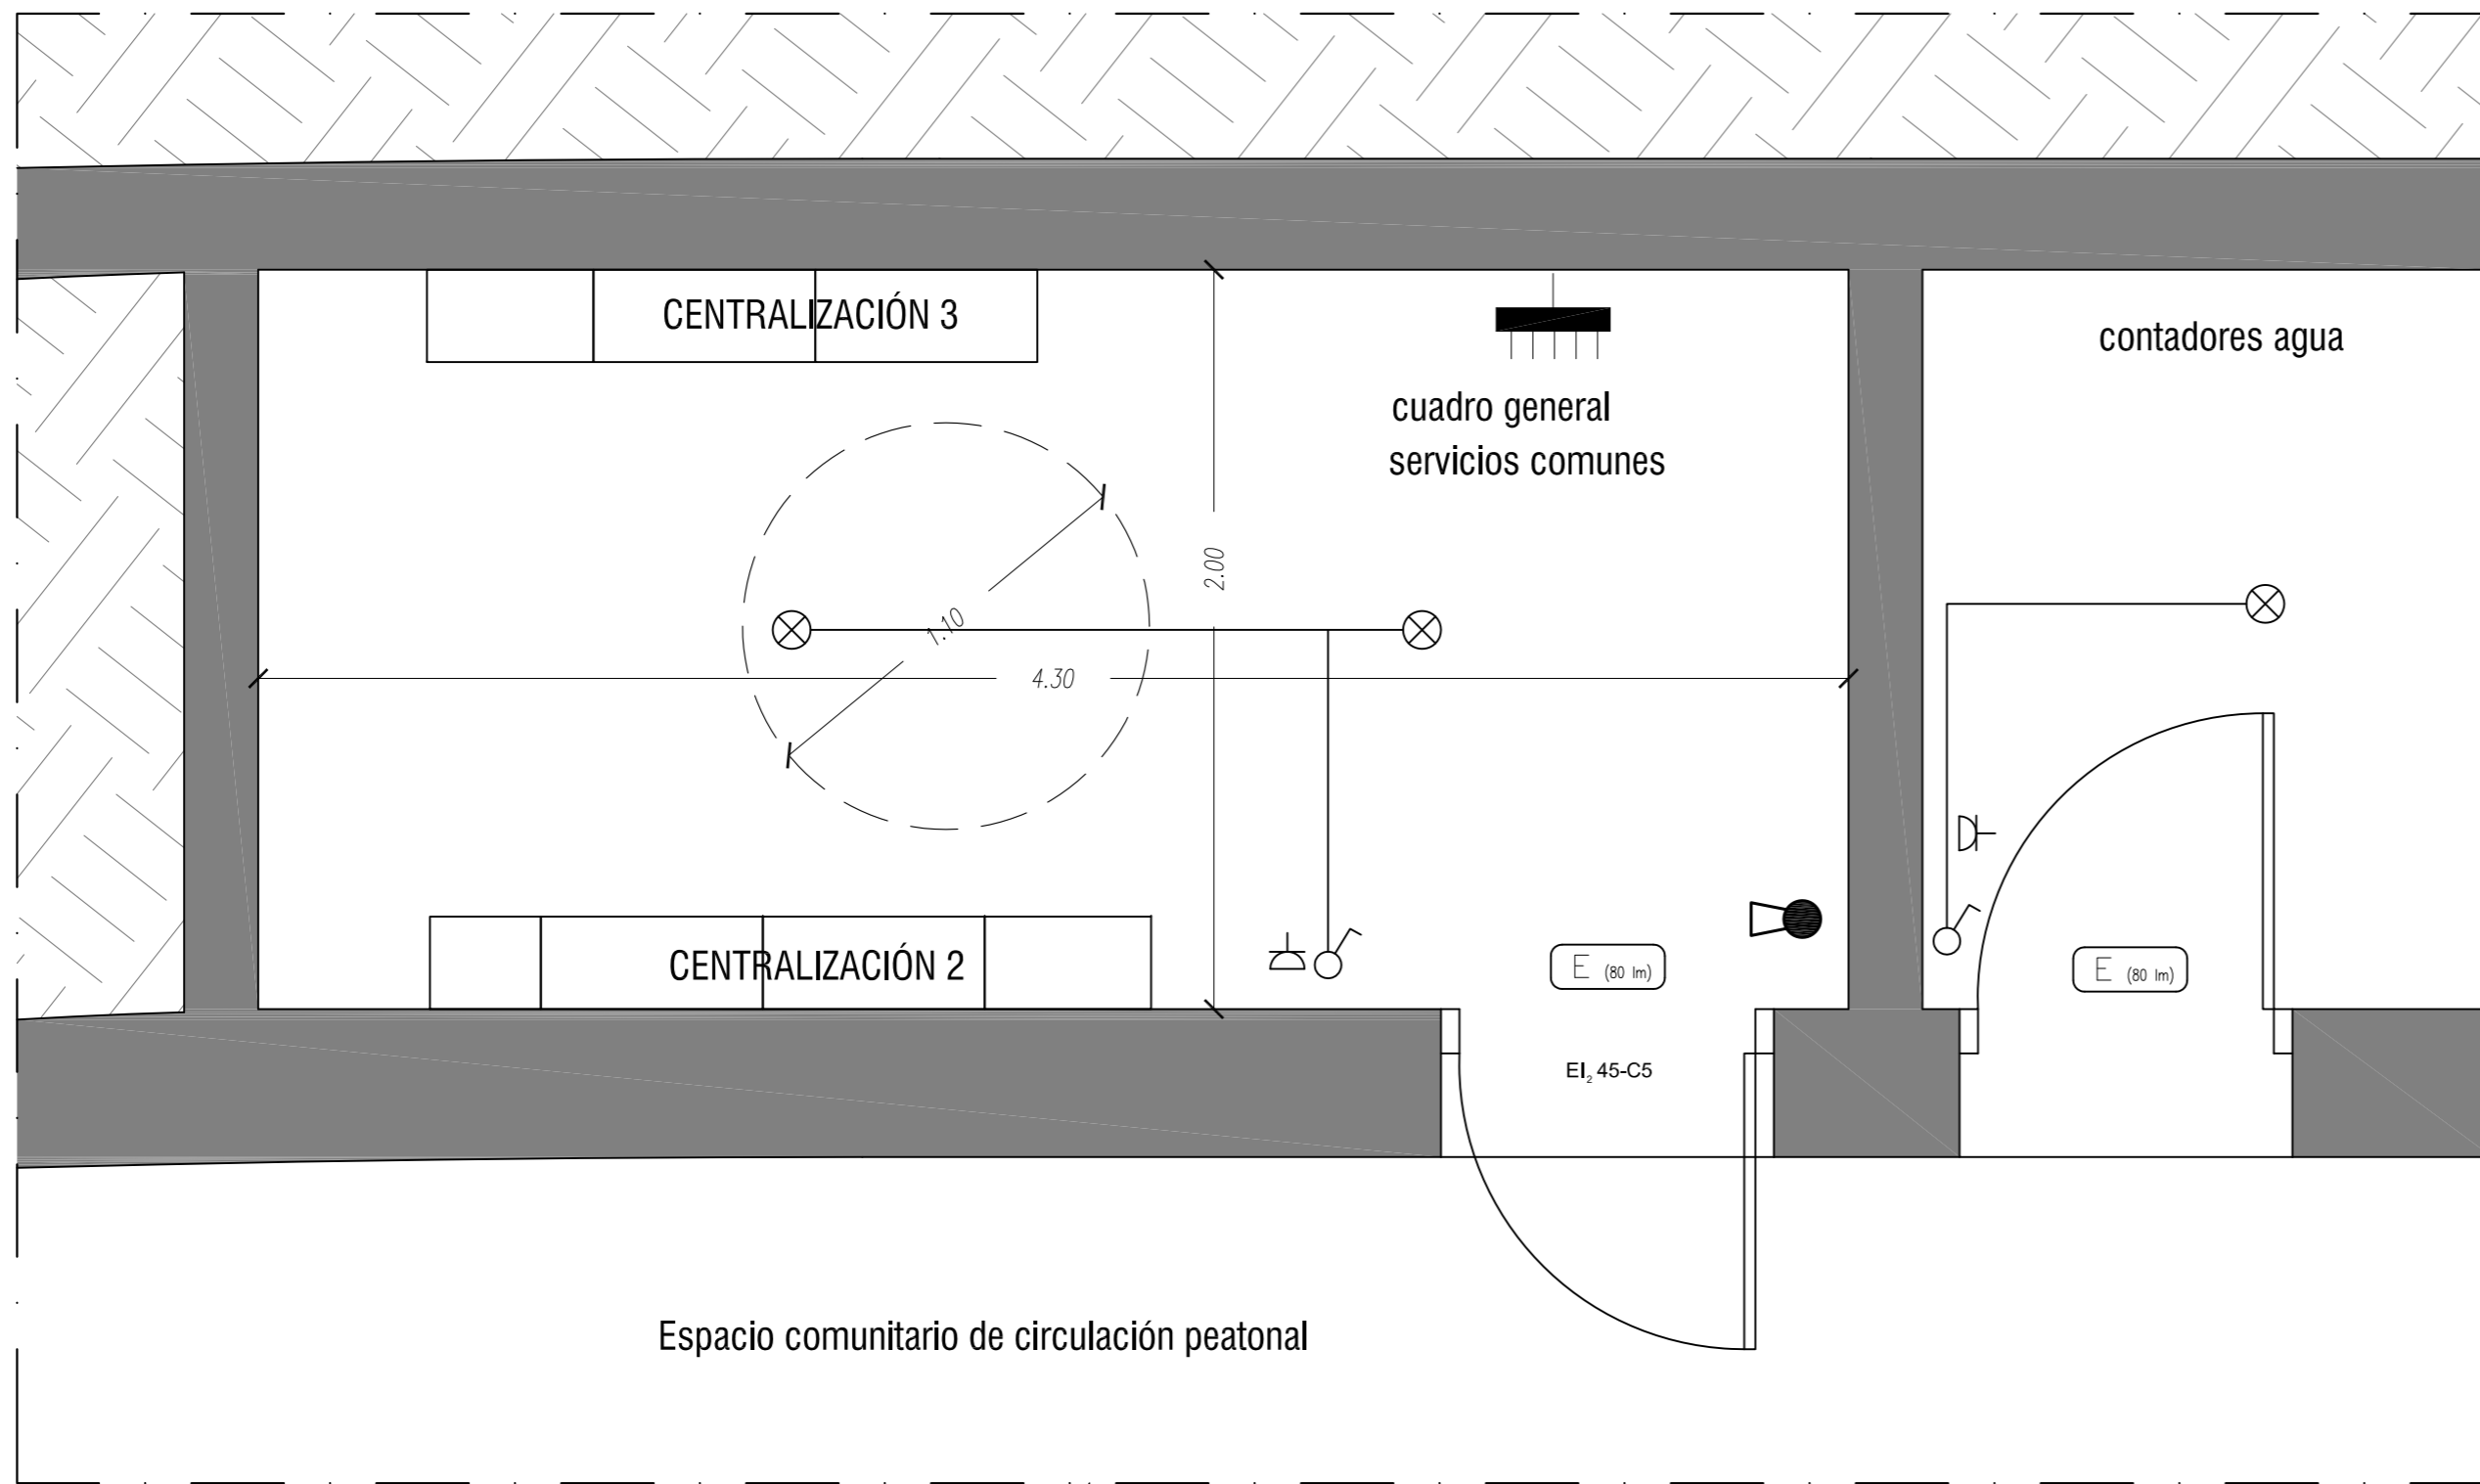 CENTRALIZACIÓN 3
contadores agua
cuadro general
servicios comunes
2.00
1.10
4.30
CENTRALIZACIÓN 2
E (80 lm)
E (80 lm)
EI₂ 45-C5
Espacio comunitario de circulación peatonal